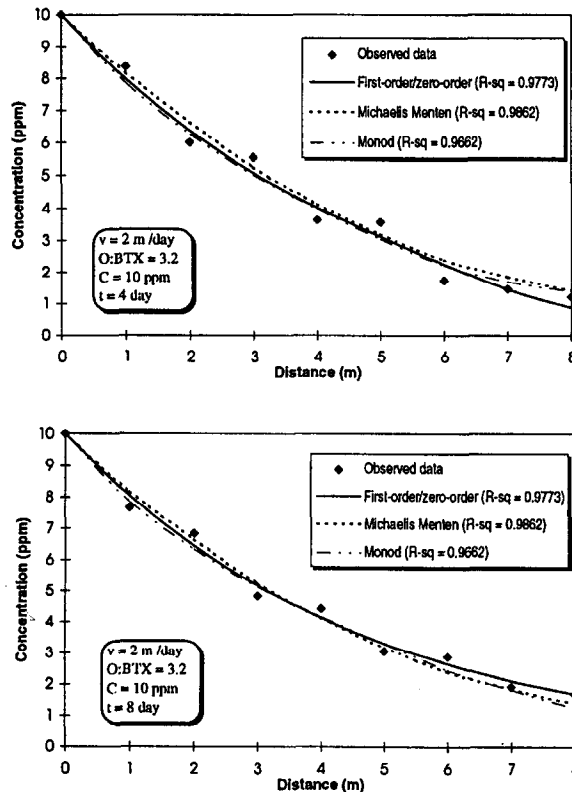 10
9
8
7
6
5
4
3
2
1
0
Concentration (ppm)
Observed data
First-order/zero-order (R-sq = 0.9773)
Michaelis Menten (R-sq = 0.9862)
Monod (R-sq = 0.9662)
v = 2 m /day
O:BTX = 3.2
C = 10 ppm
t = 4 day
0 1 2 3 4 5 6 7 8
Distance (m)
10
9
8
7
6
5
4
3
2
1
0
Concentration (ppm)
Observed data
First-order/zero-order (R-sq = 0.9773)
Michaelis Menten (R-sq = 0.9862)
Monod (R-sq = 0.9662)
v = 2 m /day
O:BTX = 3.2
C = 10 ppm
t = 8 day
0 1 2 3 4 5 6 7 8
Distance (m)